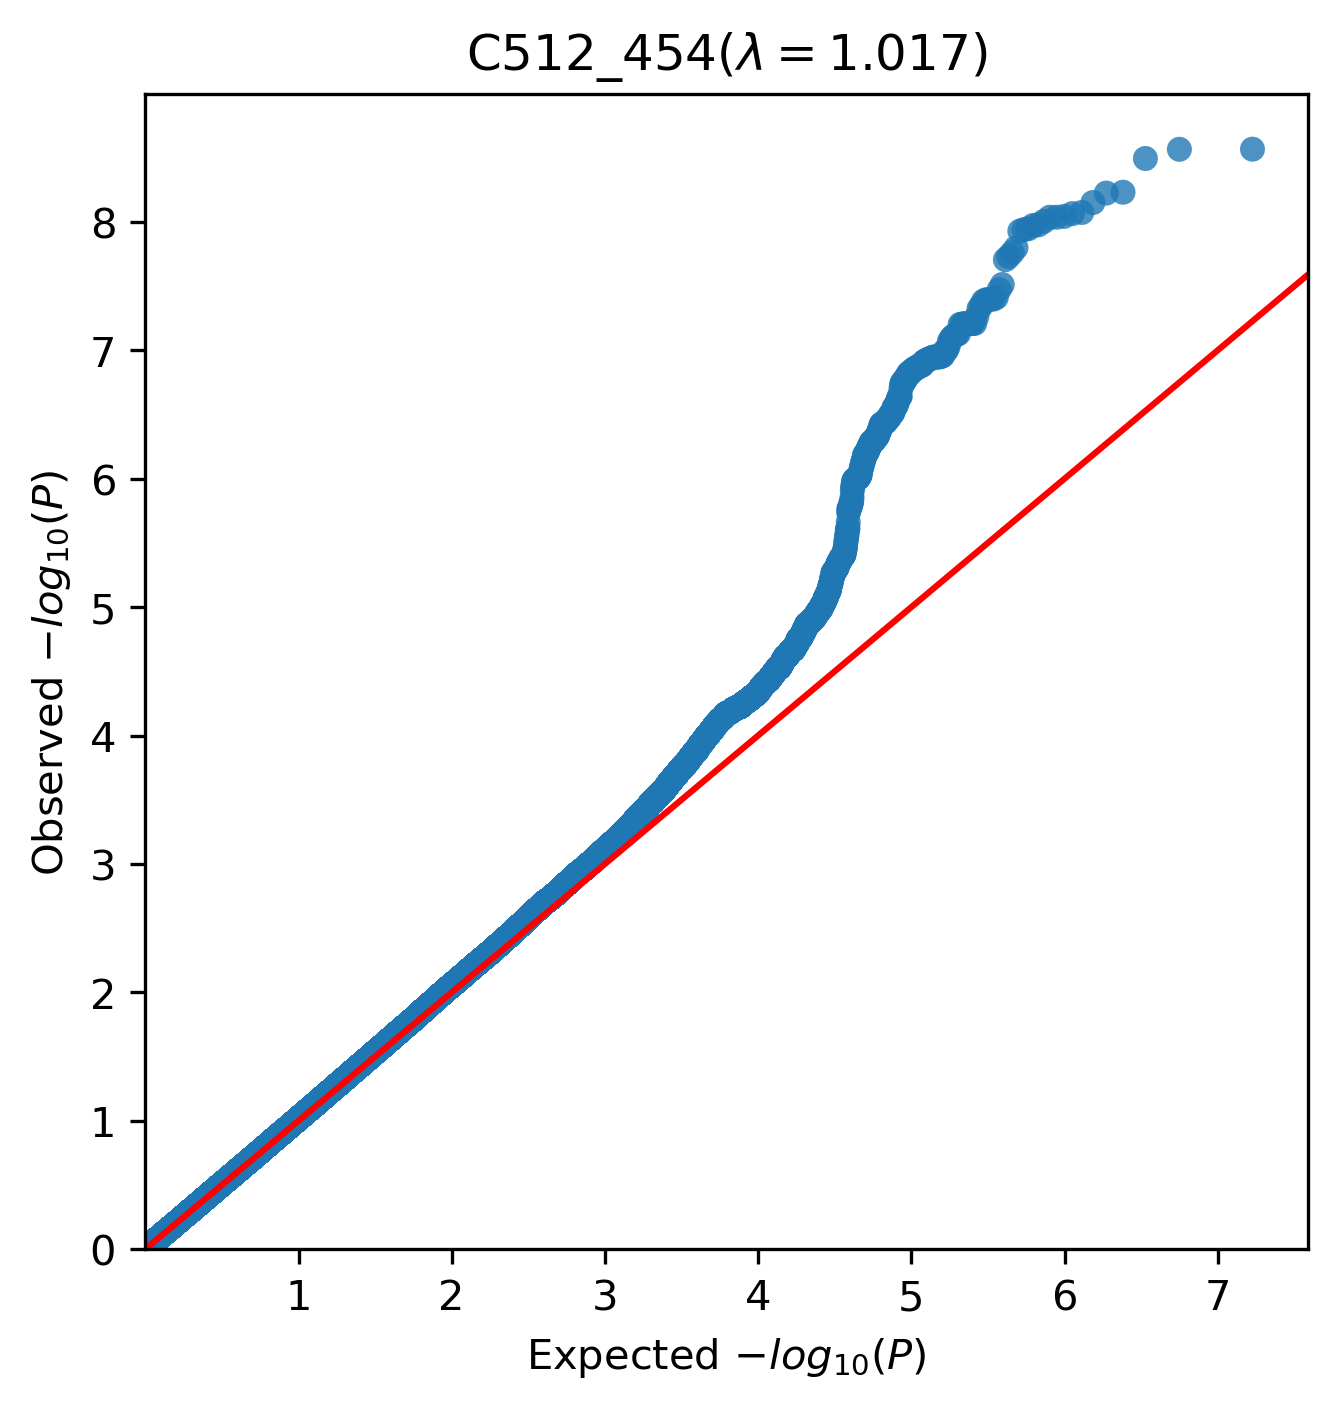 C512_454(λ = 1.017)
Observed −log₁₀(P)
8
7
6
5
4
3
2
1
0
1 2 3 4 5 6 7
Expected −log₁₀(P)